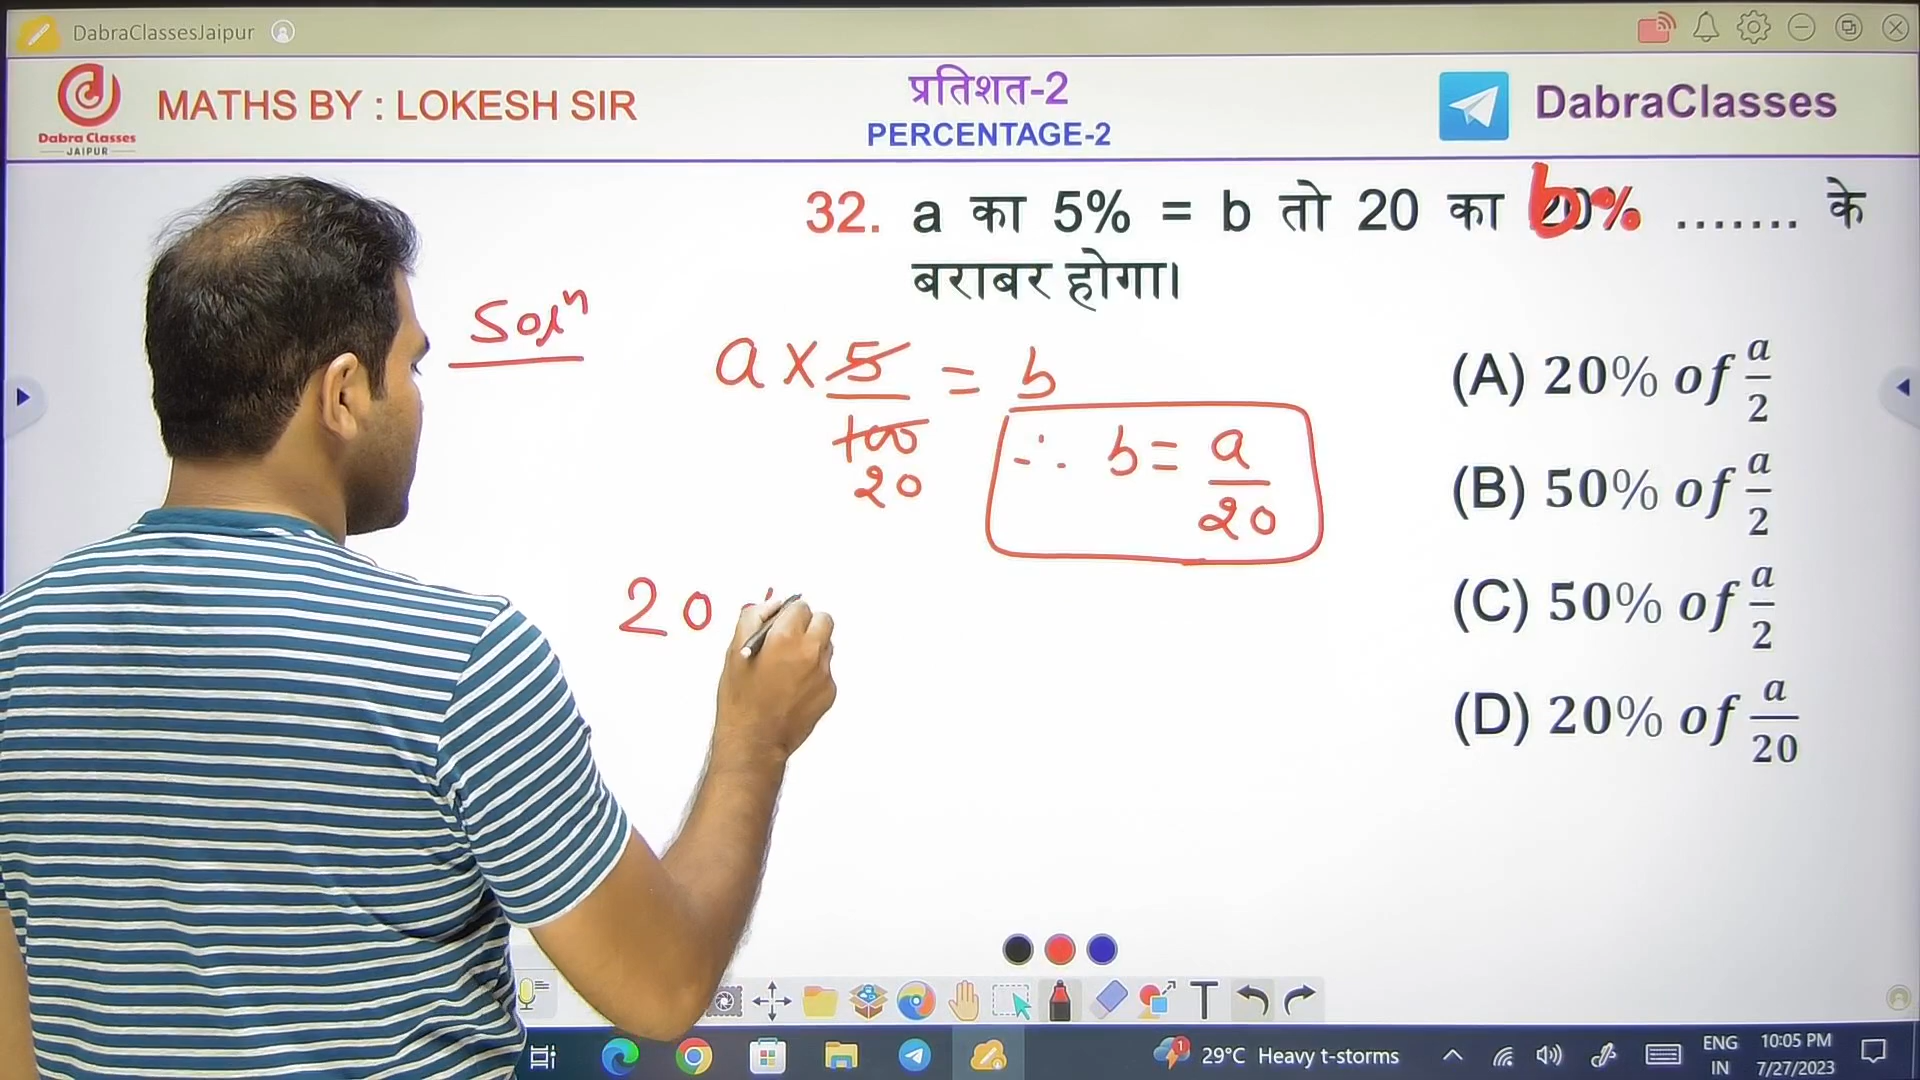 DabraClassesJaipur
Dabra Classes
JAIPUR
MATHS BY : LOKESH SIR
प्रतिशत-2
PERCENTAGE-2
DabraClasses
32. a का 5% = b तो 20 का b% ....... के
बराबर होगा।
Solⁿ
a × 5/100 = b
20
∴ b = a/20
20
(A) 20% of a/2
(B) 50% of a/2
(C) 50% of a/2
(D) 20% of a/20
T
1
29°C Heavy t-storms
ENG
IN
10:05 PM
7/27/2023